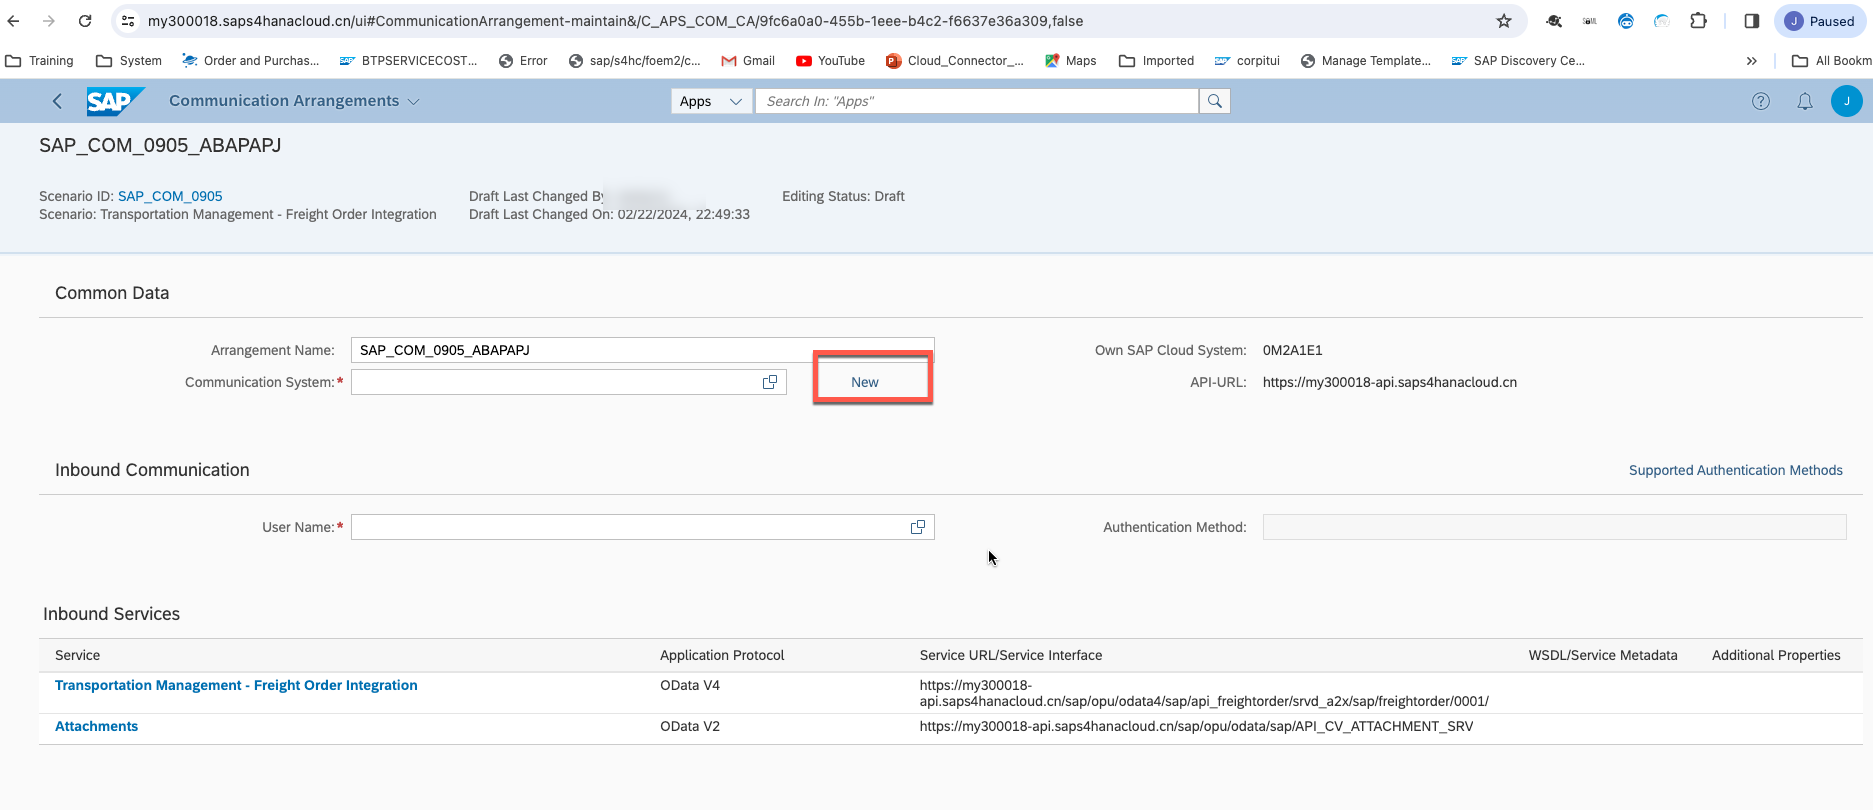 my300018.saps4hanacloud.cn/ui#CommunicationArrangement-maintain&/C_APS_COM_CA/9fc6a0a0-455b-1eee-b4c2-f6637e36a309,false
J Paused
Training System Order and Purchas... BTPSERVICECOST... Error sap/s4hc/foem2/c... Gmail YouTube Cloud_Connector_... Maps Imported corpitui Manage Template... SAP Discovery Ce... » All Bookm
SAP Communication Arrangements Apps Search In: "Apps" J
SAP_COM_0905_ABAPAPJ
Scenario ID: SAP_COM_0905 Draft Last Changed By Editing Status: Draft
Scenario: Transportation Management - Freight Order Integration Draft Last Changed On: 02/22/2024, 22:49:33
Common Data
Arrangement Name: SAP_COM_0905_ABAPAPJ Own SAP Cloud System: 0M2A1E1
Communication System:* New API-URL: https://my300018-api.saps4hanacloud.cn
Inbound Communication Supported Authentication Methods
User Name:* Authentication Method:
Inbound Services
Service Application Protocol Service URL/Service Interface WSDL/Service Metadata Additional Properties
Transportation Management - Freight Order Integration OData V4 https://my300018-
api.saps4hanacloud.cn/sap/opu/odata4/sap/api_freightorder/srvd_a2x/sap/freightorder/0001/
Attachments OData V2 https://my300018-api.saps4hanacloud.cn/sap/opu/odata/sap/API_CV_ATTACHMENT_SRV